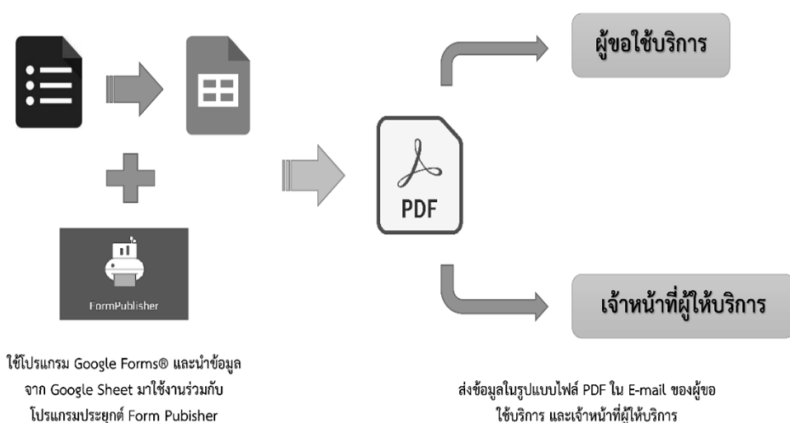 ผู้ขอใช้บริการ
PDF
FormPublisher
เจ้าหน้าที่ผู้ให้บริการ
ใช้โปรแกรม Google Forms® และนำข้อมูล
จาก Google Sheet มาใช้งานร่วมกับ
โปรแกรมประยุกต์ Form Pubisher
ส่งข้อมูลในรูปแบบไฟล์ PDF ใน E-mail ของผู้ขอ
ใช้บริการ และเจ้าหน้าที่ผู้ให้บริการ